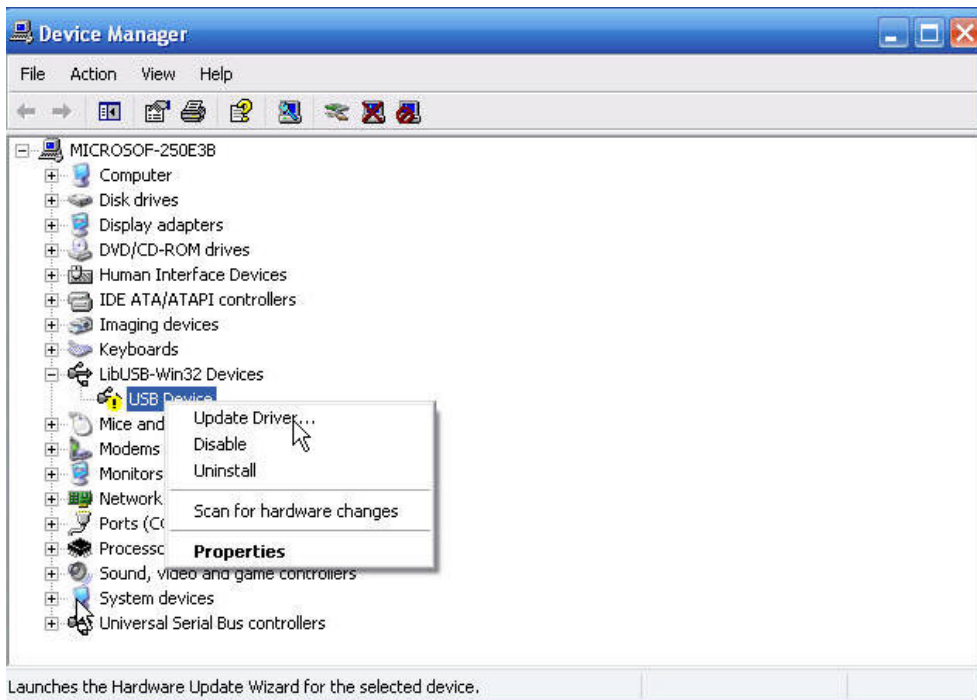 Device Manager
File Action View Help
MICROSOF-250E3B
Computer
Disk drives
Display adapters
DVD/CD-ROM drives
Human Interface Devices
IDE ATA/ATAPI controllers
Imaging devices
Keyboards
LibUSB-Win32 Devices
USB Device
Mice and
Modems
Monitors
Network
Ports (C
Process
Sound, video and game controllers
System devices
Universal Serial Bus controllers
Update Driver...
Disable
Uninstall
Scan for hardware changes
Properties
Launches the Hardware Update Wizard for the selected device.